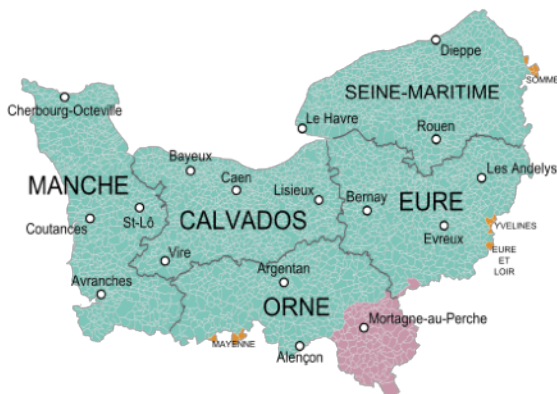 Dieppe
SOMME
Cherbourg-Octeville
SEINE-MARITIME
Le Havre
Rouen
Bayeux
Les Andelys
Caen
MANCHE
Lisieux
Bernay
EURE
St-Lô
CALVADOS
Coutances
YVELINES
Evreux
EURE
ET
LOIR
Vire
Argentan
Avranches
ORNE
Mortagne-au-Perche
MAYENNE
Alençon